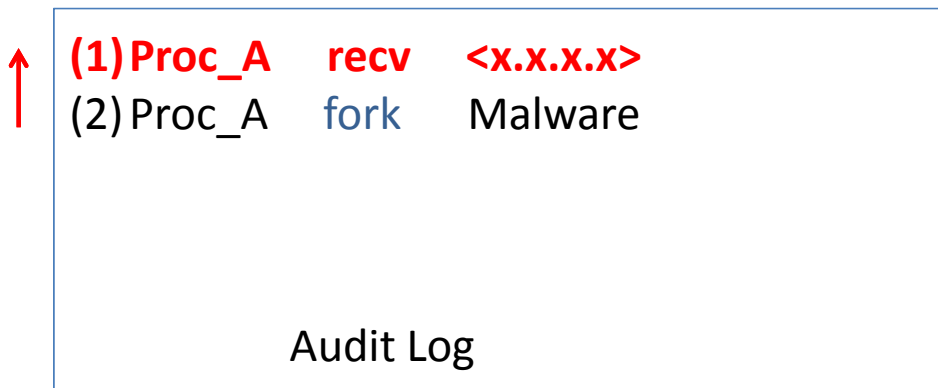 (1) Proc_A recv <x.x.x.x>
(2) Proc_A fork Malware
Audit Log